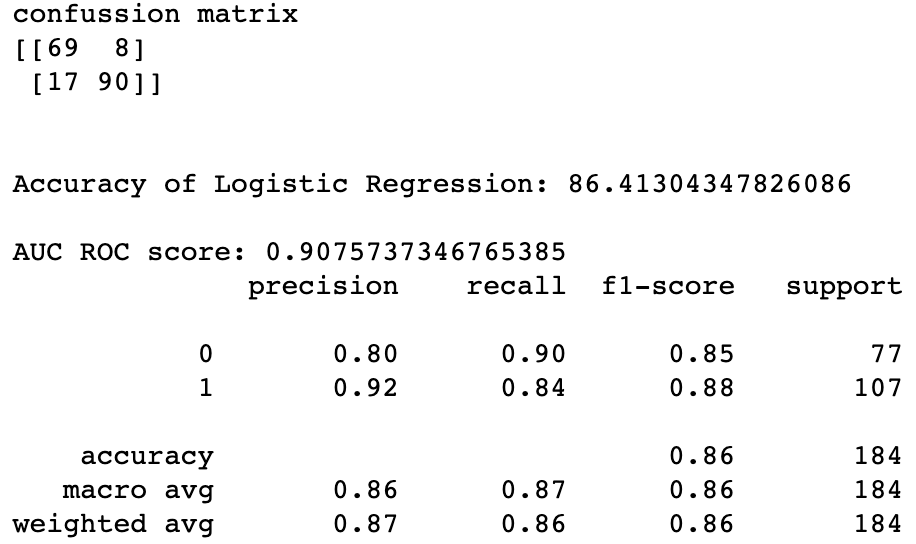 confussion matrix
[[69  8]
 [17 90]]
Accuracy of Logistic Regression: 86.41304347826086
AUC ROC score: 0.9075737346765385
              precision    recall  f1-score   support
           0       0.80      0.90      0.85        77
           1       0.92      0.84      0.88       107
    accuracy                           0.86       184
   macro avg       0.86      0.87      0.86       184
weighted avg       0.87      0.86      0.86       184